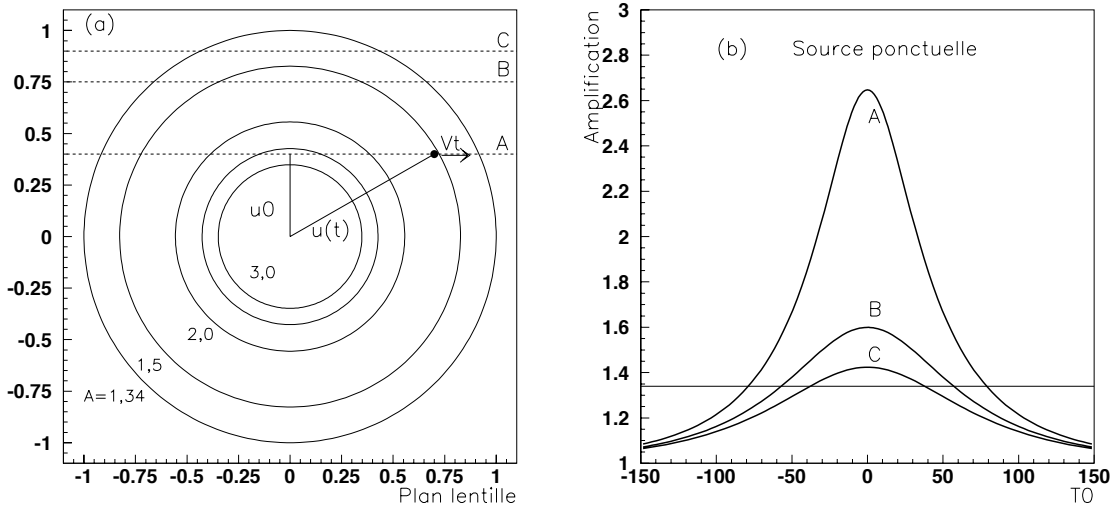 (a)
C
B
A
Vt
u0
u(t)
3,0
2,0
1,5
A=1,34
1
0.75
0.5
0.25
0
-0.25
-0.5
-0.75
-1
-1 -0.75 -0.5 -0.25 0 0.25 0.5 0.75 1
Plan lentille
Amplification
(b) Source ponctuelle
A
B
C
3
2.8
2.6
2.4
2.2
2
1.8
1.6
1.4
1.2
1
-150 -100 -50 0 50 100 150
T0